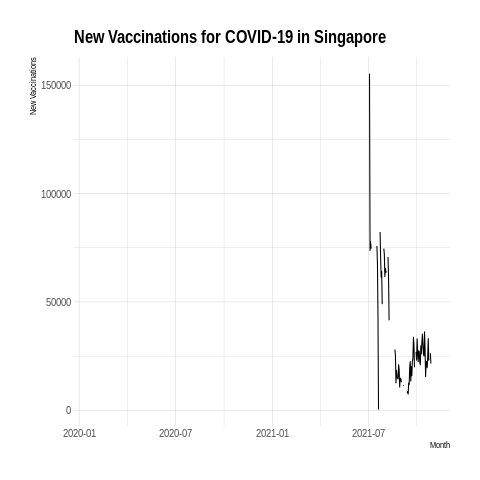 New Vaccinations for COVID-19 in Singapore
New Vaccinations
150000
100000
50000
0
2020-01 2020-07 2021-01 2021-07
Month